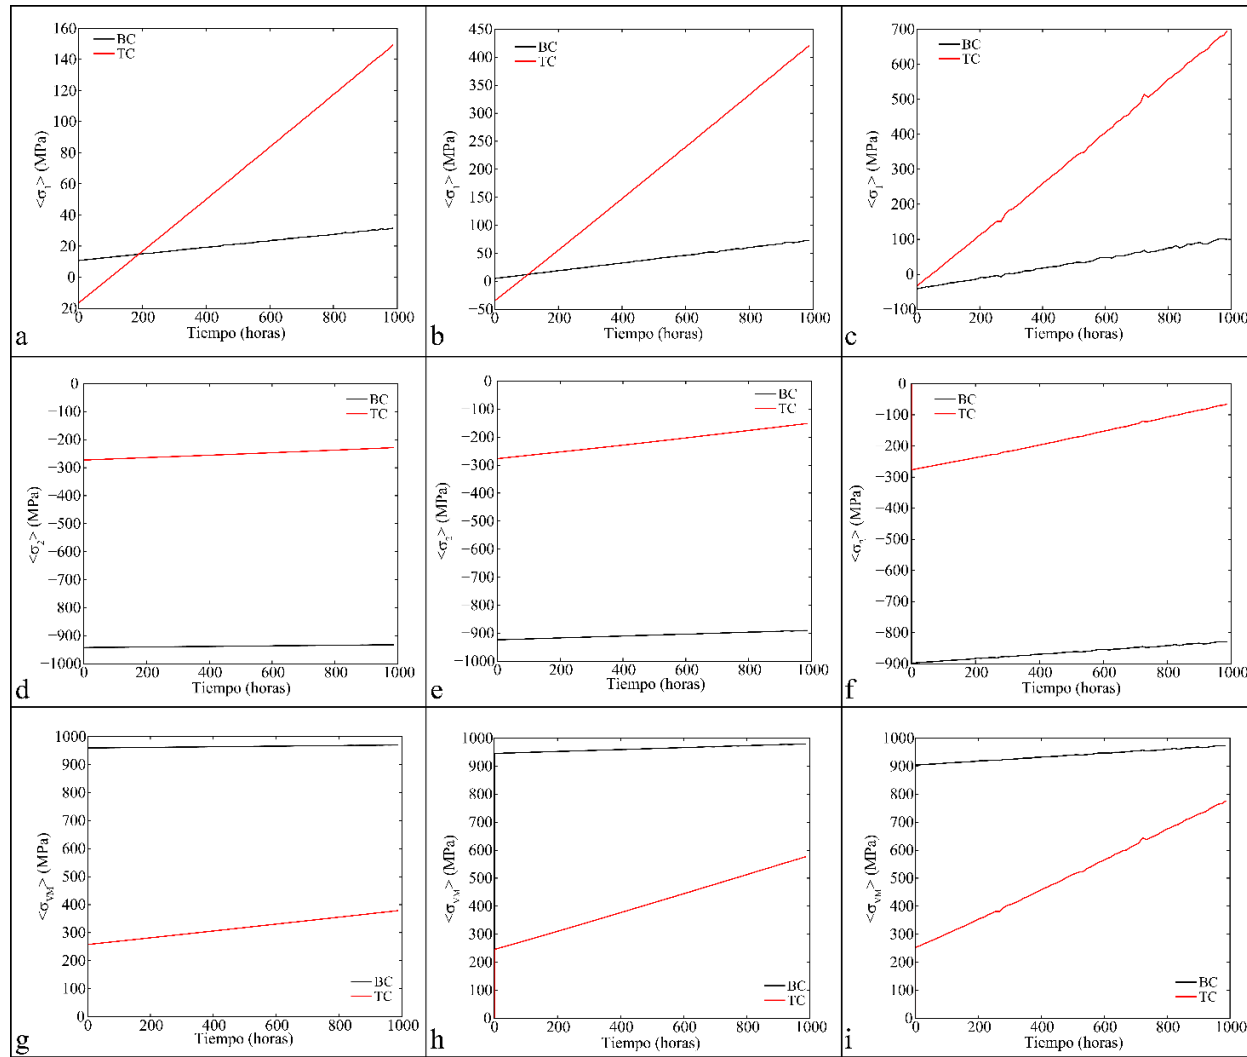 160
140
120
100
80
60
40
20
0
20
<σ₁> (MPa)
BC
TC
0 200 400 600 800 1000
Tiempo (horas)
a
450
400
350
300
250
200
150
100
50
0
−50
<σ₁> (MPa)
BC
TC
0 200 400 600 800 1000
Tiempo (horas)
b
700
600
500
400
300
200
100
0
−100
<σ₁> (MPa)
BC
TC
0 200 400 600 800 1000
Tiempo (horas)
c
0
−100
−200
−300
−400
−500
−600
−700
−800
−900
−1000
<σ₂> (MPa)
BC
TC
0 200 400 600 800 1000
Tiempo (horas)
d
0
−100
−200
−300
−400
−500
−600
−700
−800
−900
−1000
<σ₂> (MPa)
BC
TC
0 200 400 600 800 1000
Tiempo (horas)
e
0
−100
−200
−300
−400
−500
−600
−700
−800
−900
<σ₂> (MPa)
BC
TC
0 200 400 600 800 1000
Tiempo (horas)
f
1000
900
800
700
600
500
400
300
200
100
0
<σVM> (MPa)
BC
TC
0 200 400 600 800 1000
Tiempo (horas)
g
1000
900
800
700
600
500
400
300
200
100
0
<σVM> (MPa)
BC
TC
0 200 400 600 800 1000
Tiempo (horas)
h
1000
900
800
700
600
500
400
300
200
100
0
<σVM> (MPa)
BC
TC
0 200 400 600 800 1000
Tiempo (horas)
i